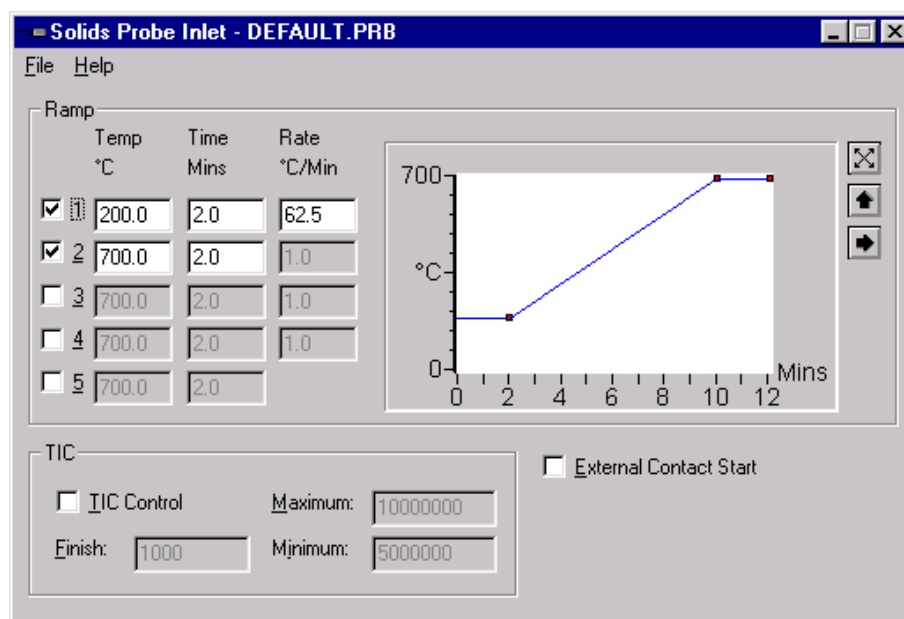 Solids Probe Inlet - DEFAULT.PRB
File Help
Ramp
Temp Time Rate
°C Mins °C/Min
1 200.0 2.0 62.5
2 700.0 2.0 1.0
3 700.0 2.0 1.0
4 700.0 2.0 1.0
5 700.0 2.0
700
°C
0
Mins
0 2 4 6 8 10 12
TIC
TIC Control Maximum: 10000000
Finish: 1000 Minimum: 5000000
External Contact Start